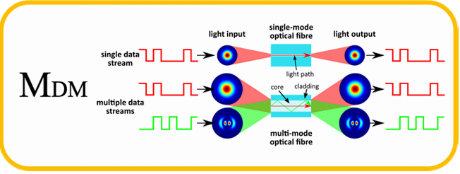 MDM
light input
single-mode
optical fibre
light output
single data
stream
light path
core
cladding
multiple data
streams
multi-mode
optical fibre